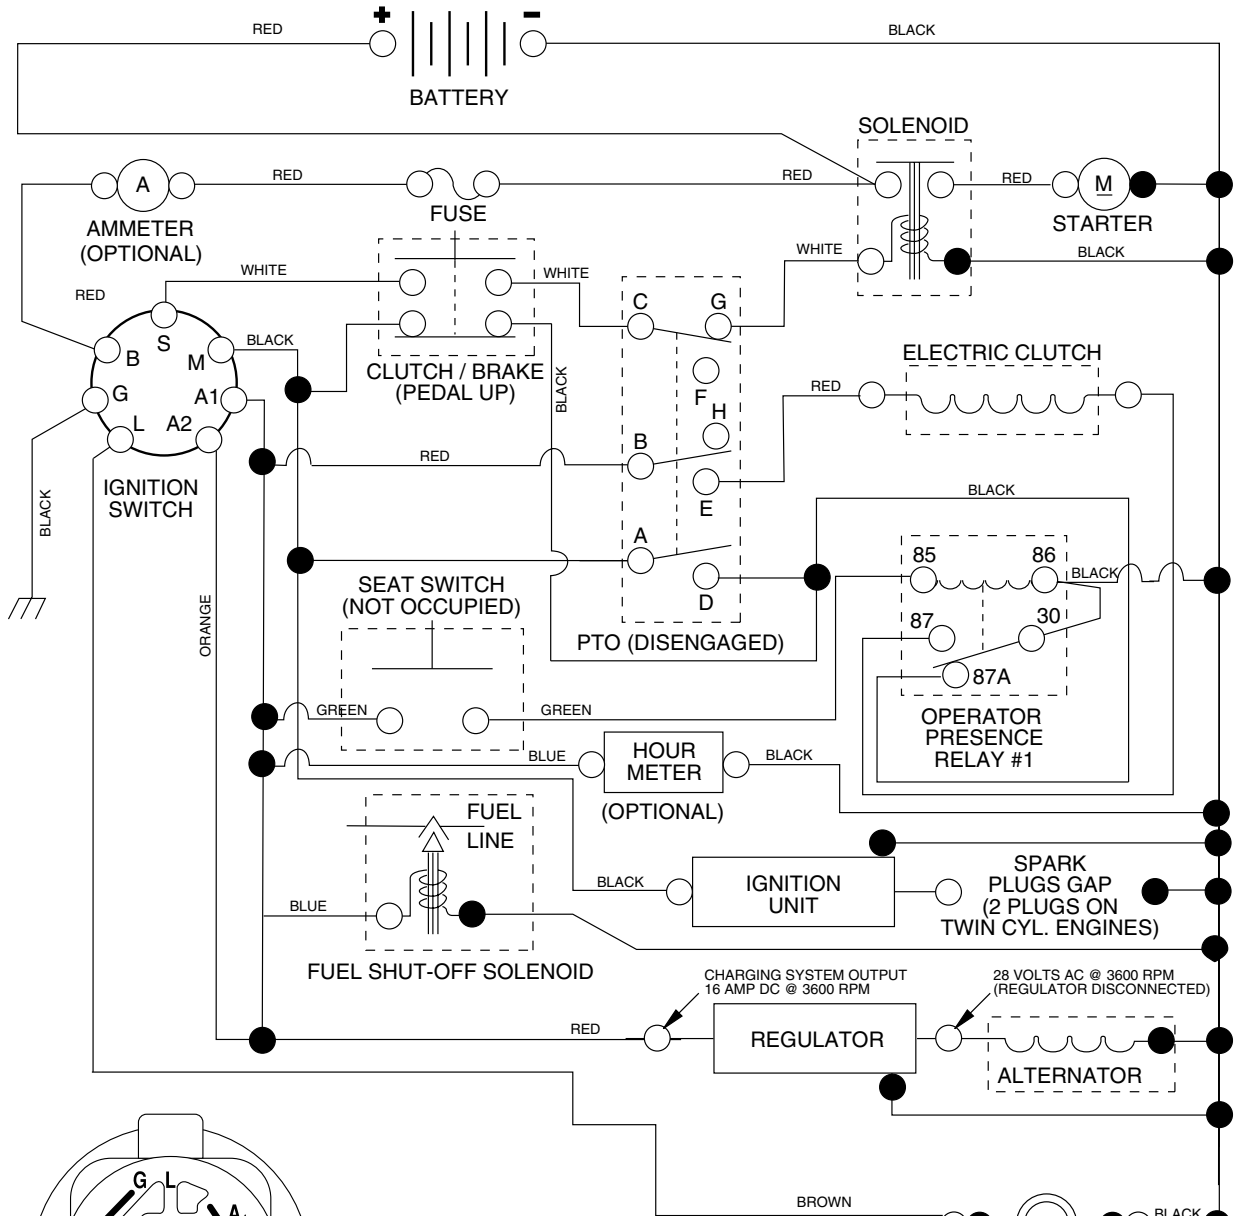 + −
RED
BLACK
BATTERY
SOLENOID
A
RED
RED
RED
M
FUSE
STARTER
AMMETER
(OPTIONAL)
WHITE
WHITE
WHITE
BLACK
RED
C G
S
B
M
BLACK
G
A1
L
A2
CLUTCH / BRAKE
(PEDAL UP)
BLACK
ELECTRIC CLUTCH
F
H
RED
B
RED
IGNITION
SWITCH
BLACK
E
BLACK
A
85 86
BLACK
D
SEAT SWITCH
(NOT OCCUPIED)
ORANGE
87 30
PTO (DISENGAGED)
87A
GREEN
GREEN
OPERATOR
PRESENCE
RELAY #1
BLUE
HOUR
METER
BLACK
(OPTIONAL)
FUEL
LINE
BLACK
IGNITION
UNIT
SPARK
PLUGS GAP
(2 PLUGS ON
TWIN CYL. ENGINES)
BLUE
FUEL SHUT-OFF SOLENOID
CHARGING SYSTEM OUTPUT
16 AMP DC @ 3600 RPM
28 VOLTS AC @ 3600 RPM
(REGULATOR DISCONNECTED)
RED
REGULATOR
ALTERNATOR
G L
A
BROWN
BLACK